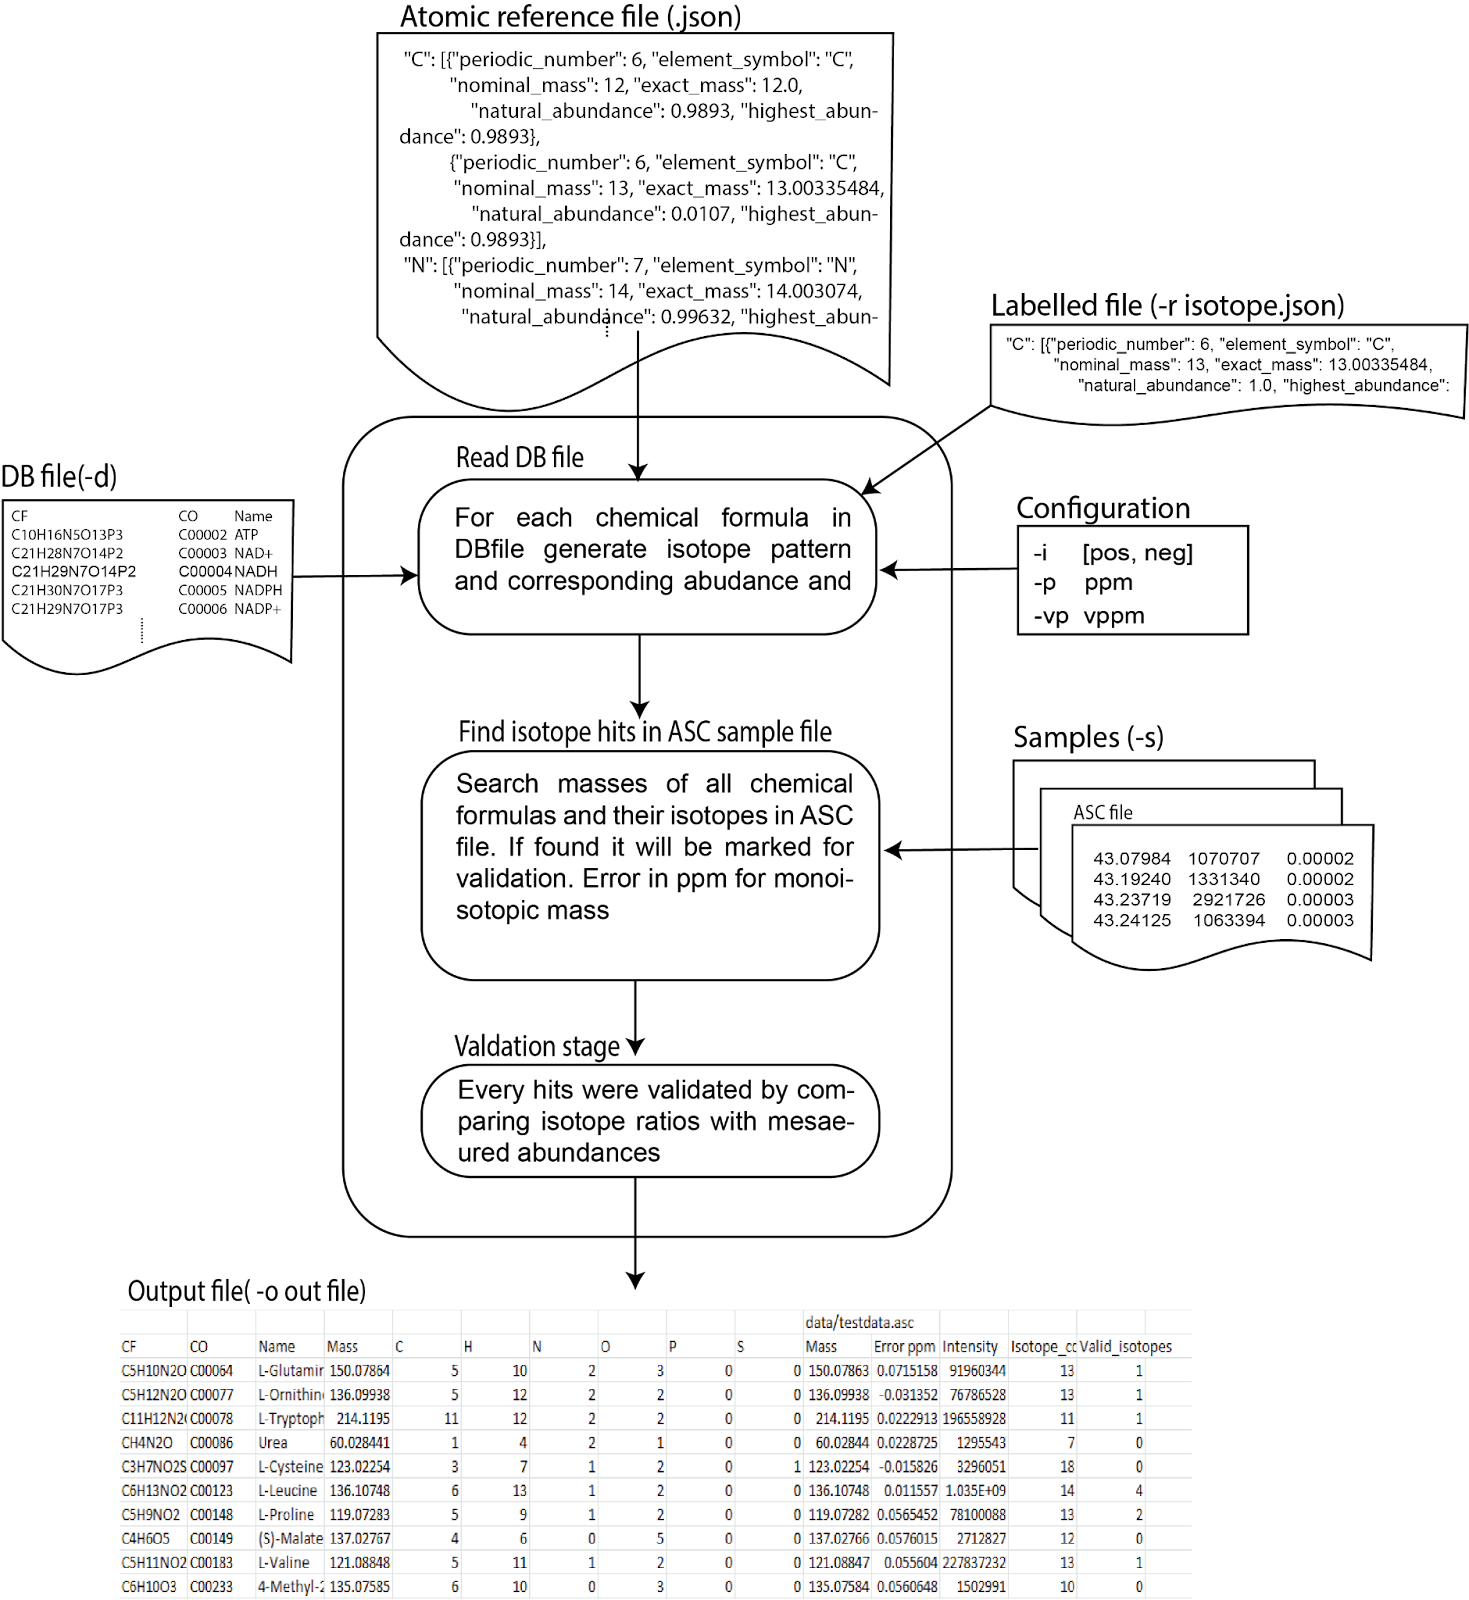 Atomic reference file (.json)
"C": [{"periodic_number": 6, "element_symbol": "C",
"nominal_mass": 12, "exact_mass": 12.0,
"natural_abundance": 0.9893, "highest_abun-
dance": 0.9893},
{"periodic_number": 6, "element_symbol": "C",
"nominal_mass": 13, "exact_mass": 13.00335484,
"natural_abundance": 0.0107, "highest_abun-
dance": 0.9893}],
"N": [{"periodic_number": 7, "element_symbol": "N",
"nominal_mass": 14, "exact_mass": 14.003074,
"natural_abundance": 0.99632, "highest_abun-
Labelled file (-r isotope.json)
"C": [{"periodic_number": 6, "element_symbol": "C",
"nominal_mass": 13, "exact_mass": 13.00335484,
"natural_abundance": 1.0, "highest_abundance":
DB file(-d)
CF CO Name
C10H16N5O13P3 C00002 ATP
C21H28N7O14P2 C00003 NAD+
C21H29N7O14P2 C00004 NADH
C21H30N7O17P3 C00005 NADPH
C21H29N7O17P3 C00006 NADP+
Read DB file
For each chemical formula in
DBfile generate isotope pattern
and corresponding abudance and
Configuration
-i [pos, neg]
-p ppm
-vp vppm
Find isotope hits in ASC sample file
Search masses of all chemical
formulas and their isotopes in ASC
file. If found it will be marked for
validation. Error in ppm for monoi-
sotopic mass
Samples (-s)
ASC file
43.07984 1070707 0.00002
43.19240 1331340 0.00002
43.23719 2921726 0.00003
43.24125 1063394 0.00003
Valdation stage
Every hits were validated by com-
paring isotope ratios with mesae-
ured abundances
Output file( -o out file)
data/testdata.asc
CF CO Name Mass C H N O P S Mass Error ppm Intensity Isotope_cc Valid_isotopes
C5H10N2O C00064 L-Glutamir 150.07864 5 10 2 3 0 0 150.07863 0.0715158 91960344 13 1
C5H12N2O C00077 L-Ornithin 136.09938 5 12 2 2 0 0 136.09938 -0.031352 76786528 13 1
C11H12N2 C00078 L-Tryptoph 214.1195 11 12 2 2 0 0 214.1195 0.0222913 196558928 11 1
CH4N2O C00086 Urea 60.028441 1 4 2 1 0 0 60.02844 0.0228725 1295543 7 0
C3H7NO2S C00097 L-Cysteine 123.02254 3 7 1 2 0 1 123.02254 -0.015826 3296051 18 0
C6H13NO2 C00123 L-Leucine 136.10748 6 13 1 2 0 0 136.10748 0.011557 1.035E+09 14 4
C5H9NO2 C00148 L-Proline 119.07283 5 9 1 2 0 0 119.07282 0.0565452 78100088 13 2
C4H6O5 C00149 (S)-Malate 137.02767 4 6 0 5 0 0 137.02766 0.0576015 2712827 12 0
C5H11NO2 C00183 L-Valine 121.08848 5 11 1 2 0 0 121.08847 0.055604 227837232 13 1
C6H10O3 C00233 4-Methyl-2 135.07585 6 10 0 3 0 0 135.07584 0.0560648 1502991 10 0